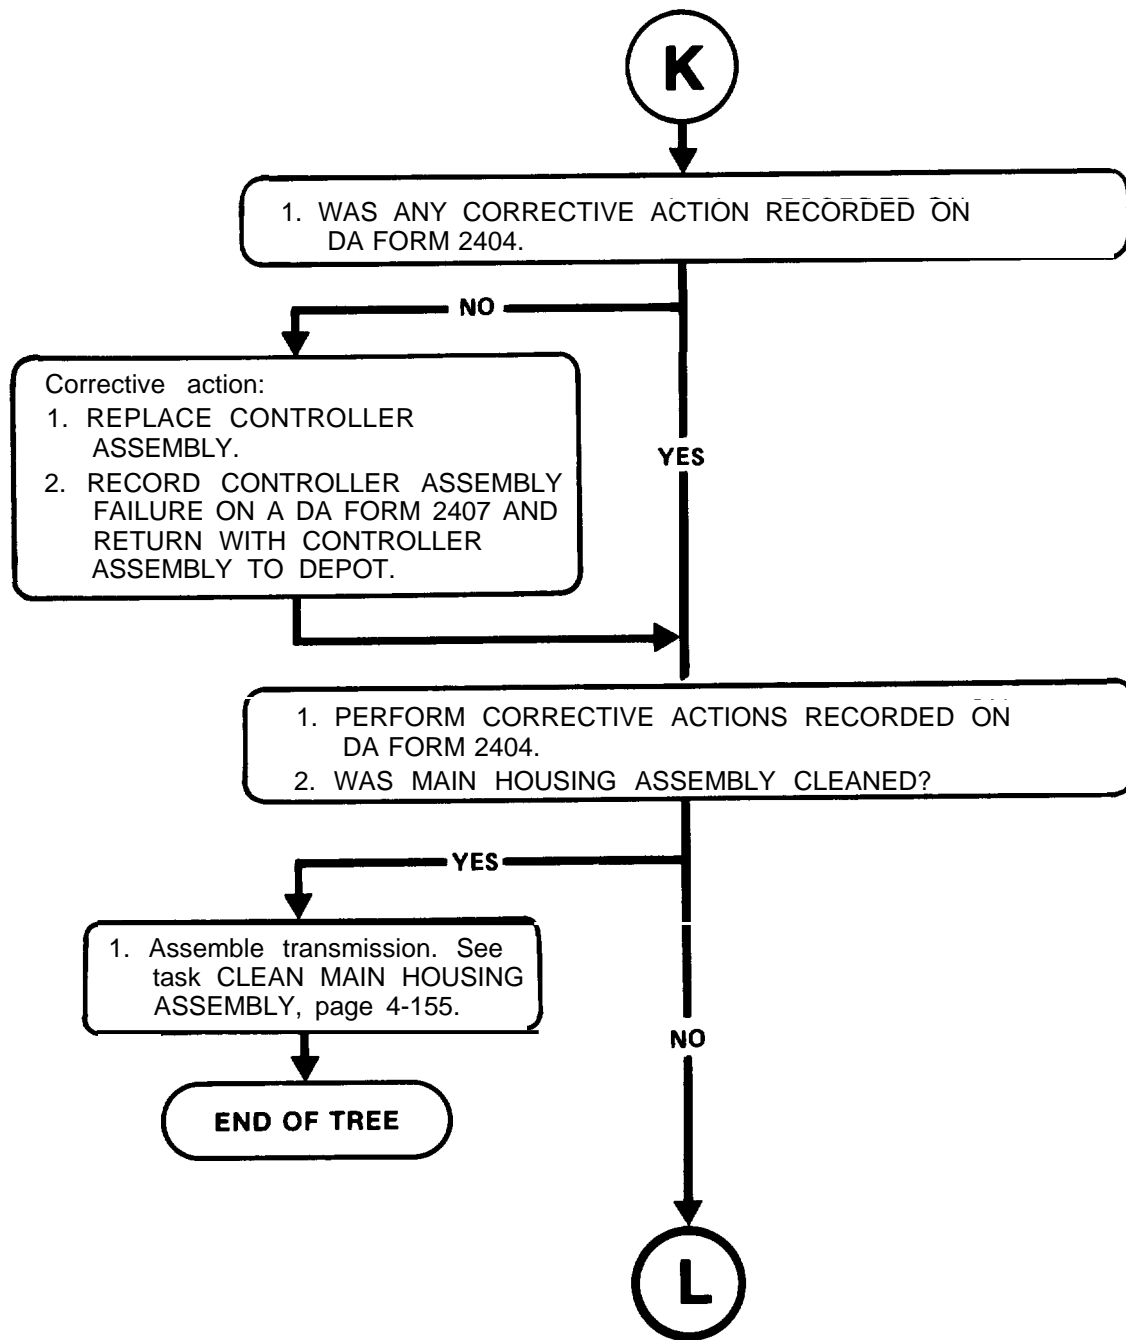 K
1. WAS ANY CORRECTIVE ACTION RECORDED ON
DA FORM 2404.
NO
Corrective action:
1. REPLACE CONTROLLER
ASSEMBLY.
2. RECORD CONTROLLER ASSEMBLY
FAILURE ON A DA FORM 2407 AND
RETURN WITH CONTROLLER
ASSEMBLY TO DEPOT.
YES
1. PERFORM CORRECTIVE ACTIONS RECORDED ON
DA FORM 2404.
2. WAS MAIN HOUSING ASSEMBLY CLEANED?
YES
1. Assemble transmission. See
task CLEAN MAIN HOUSING
ASSEMBLY, page 4-155.
NO
END OF TREE
L